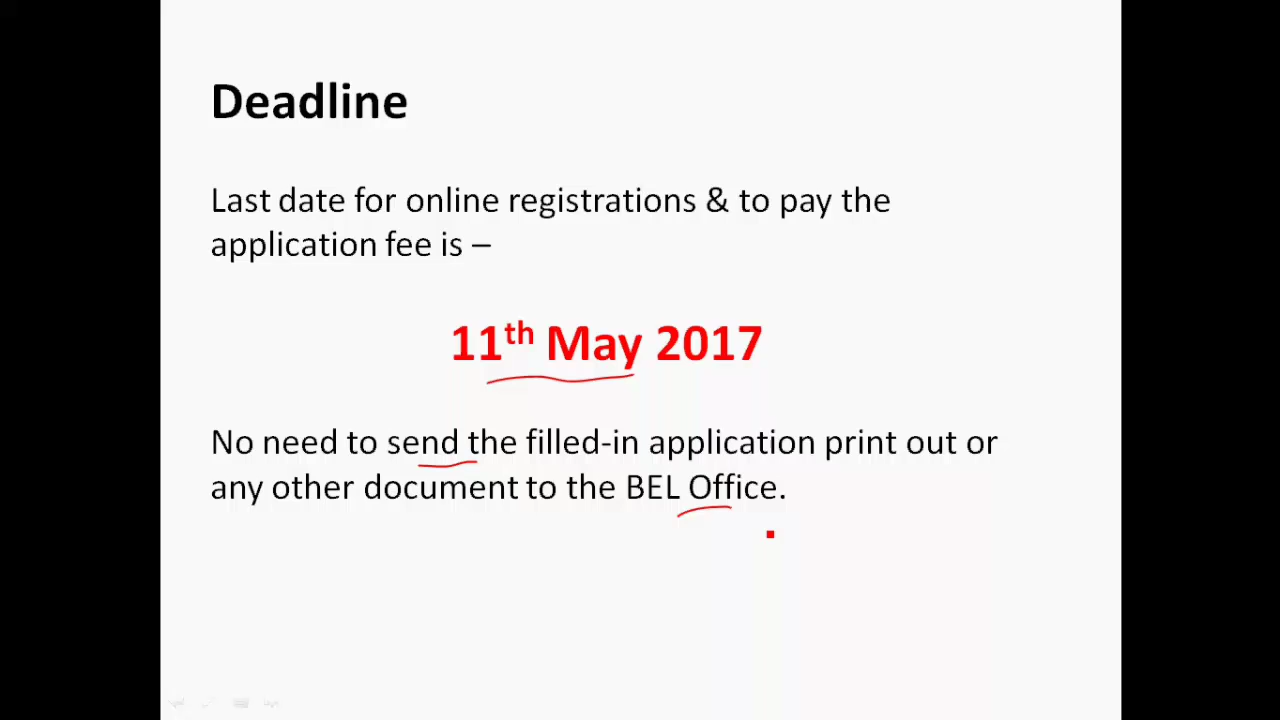 Deadline
Last date for online registrations & to pay the
application fee is –
11th May 2017
No need to send the filled-in application print out or
any other document to the BEL Office.